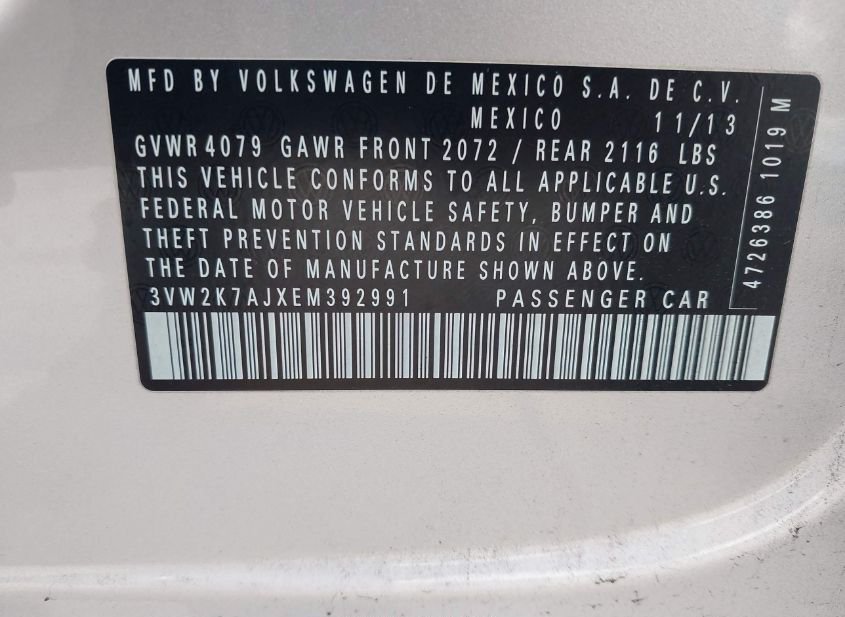 MFD BY VOLKSWAGEN DE MEXICO S.A. DE C.V.
MEXICO 11/13
GVWR 4079 GAWR FRONT 2072 / REAR 2116 LBS
THIS VEHICLE CONFORMS TO ALL APPLICABLE U.S.
FEDERAL MOTOR VEHICLE SAFETY, BUMPER AND
THEFT PREVENTION STANDARDS IN EFFECT ON
THE DATE OF MANUFACTURE SHOWN ABOVE.
3VW2K7AJXEM392991 PASSENGER CAR
4726386 1019 M